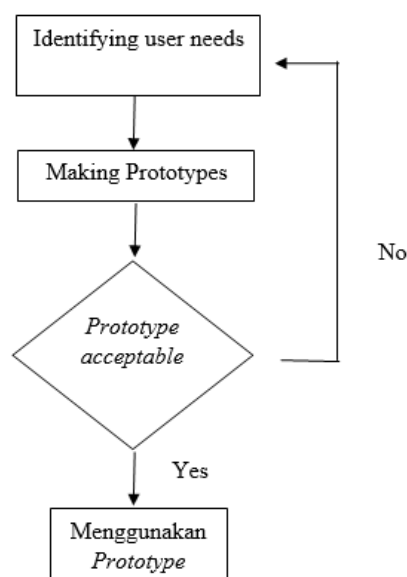 Identifying user needs
Making Prototypes
No
Prototype
acceptable
Yes
Menggunakan
Prototype